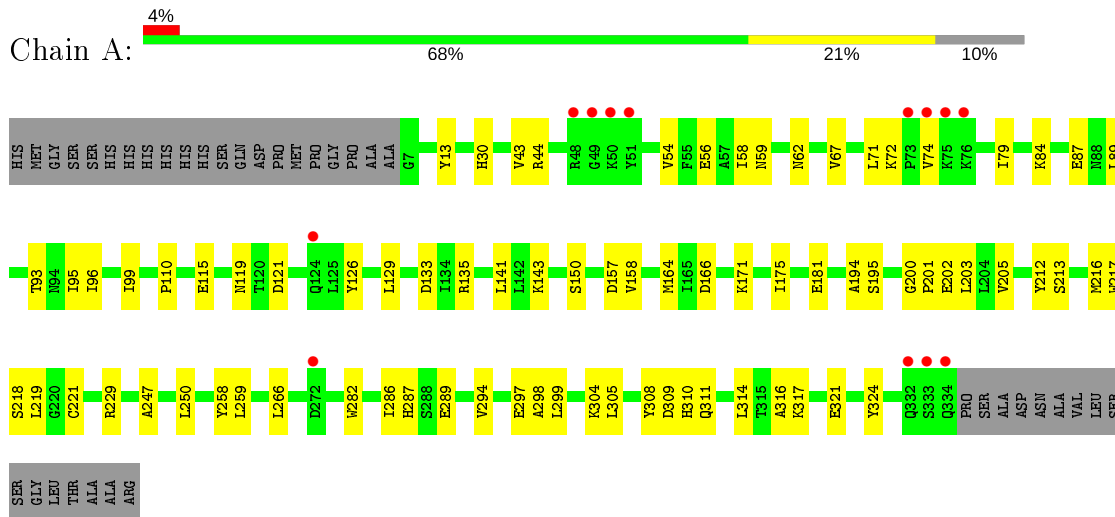 4%
Chain A:
68% 21% 10%
HIS MET GLY SER SER HIS HIS HIS HIS HIS HIS SER GLN ASP PRO MET PRO GLY PRO ALA ALA G7 Y13 H30 V43 R44 R48 G49 K50 Y51 V54 F55 E56 A57 I58 N59 N62 V67 L71 K72 P73 V74 K75 K76 I79 K84 E87 N88 L89
T93 N94 I95 I96 I99 P110 E115 N119 T120 D121 Q124 L125 Y126 L129 D133 I134 R135 L141 L142 K143 S150 D157 V158 M164 I165 D166 K171 I175 E181 A194 S195 G200 P201 E202 L203 L204 V205 Y212 S213 M216 W217
S218 L219 G220 C221 R229 A247 L250 Y258 L259 L266 D272 W282 I286 H287 S288 E289 V294 E297 A298 L299 K304 L305 Y308 D309 R310 Q311 L314 T315 A316 K317 E321 Y324 Q332 S333 Q334 PRO SER ALA ASP ASN ALA VAL LEU SER
SER GLY LEU THR ALA ALA ARG